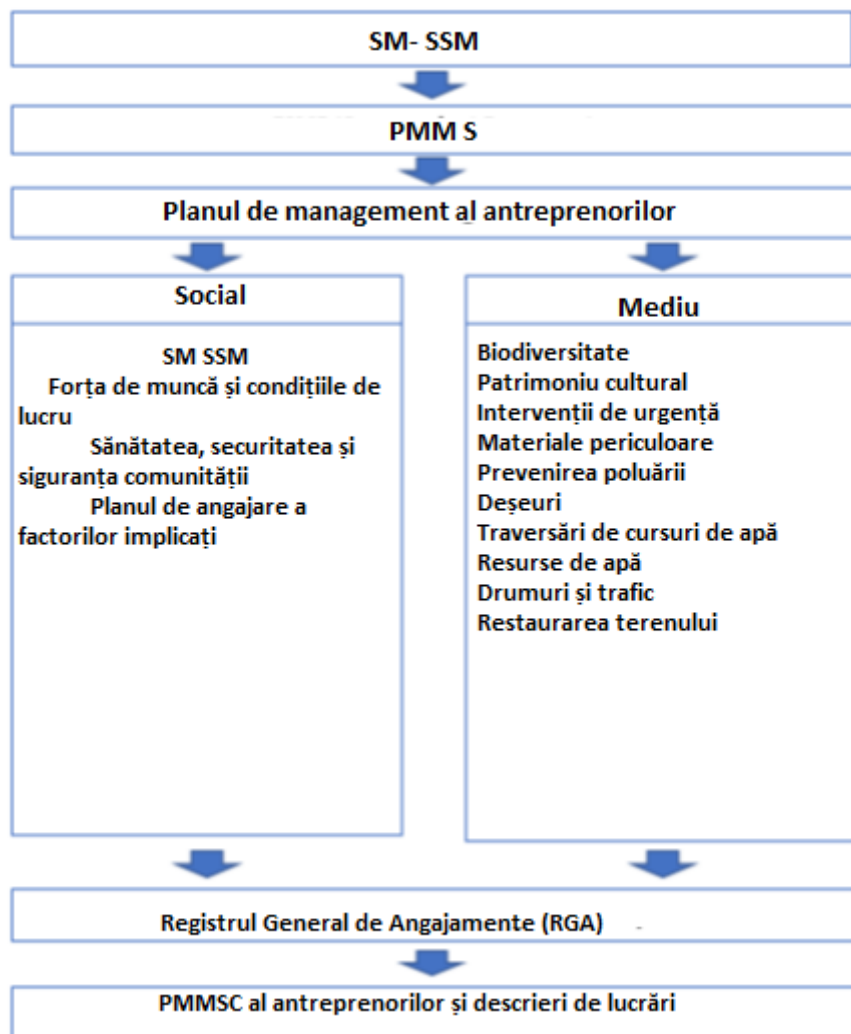 SM- SSM
PMM S
Planul de management al antreprenorilor
Social
SM SSM
Forța de muncă și condițiile de
lucru
Sănătatea, securitatea și
siguranța comunității
Planul de angajare a
factorilor implicați
Mediu
Biodiversitate
Patrimoniu cultural
Intervenții de urgență
Materiale periculoare
Prevenirea poluării
Deșeuri
Traversări de cursuri de apă
Resurse de apă
Drumuri și trafic
Restaurarea terenului
Registrul General de Angajamente (RGA)
PMMSC al antreprenorilor și descrieri de lucrări